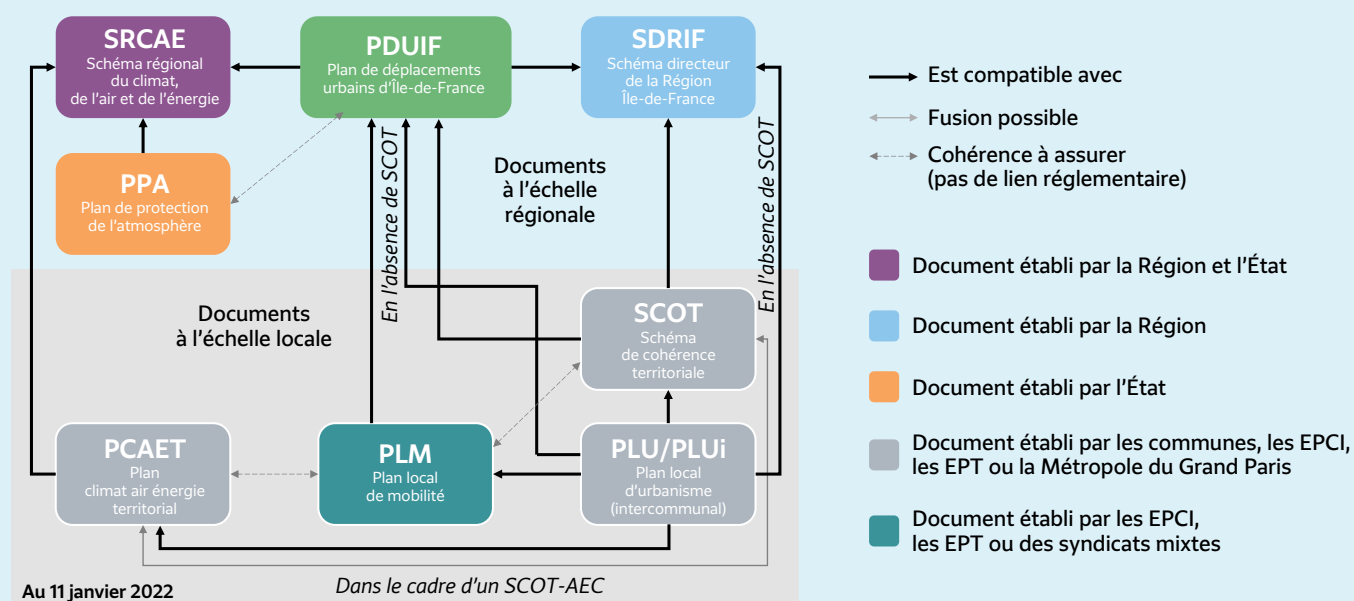 SRCAE
Schéma régional
du climat,
de l'air et de l'énergie
PDUIF
Plan de déplacements
urbains d'Île-de-France
SDRIF
Schéma directeur
de la Région
Île-de-France
PPA
Plan de protection
de l'atmosphère
Documents
à l'échelle
régionale
En l'absence de SCOT
En l'absence de SCOT
Documents
à l'échelle locale
SCOT
Schéma
de cohérence
territoriale
PCAET
Plan
climat air énergie
territorial
PLM
Plan local
de mobilité
PLU/PLUi
Plan local
d'urbanisme
(intercommunal)
Au 11 janvier 2022
Dans le cadre d'un SCOT-AEC
Est compatible avec
Fusion possible
Cohérence à assurer
(pas de lien réglementaire)
Document établi par la Région et l'État
Document établi par la Région
Document établi par l'État
Document établi par les communes, les EPCI,
les EPT ou la Métropole du Grand Paris
Document établi par les EPCI,
les EPT ou des syndicats mixtes